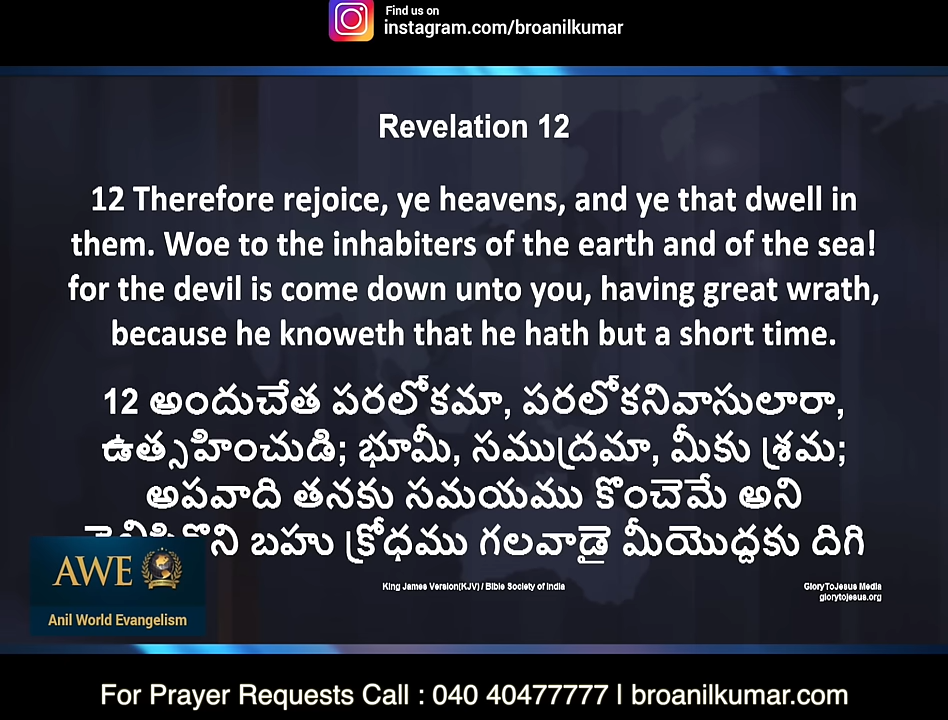 Find us on
instagram.com/broanilkumar
Revelation 12
12 Therefore rejoice, ye heavens, and ye that dwell in
them. Woe to the inhabiters of the earth and of the sea!
for the devil is come down unto you, having great wrath,
because he knoweth that he hath but a short time.
12 అందుచేత పరలోకమా, పరలోకనివాసులారా,
ఉత్సహించుడి; భూమీ, సముద్రమా, మీకు శ్రమ;
అపవాది తనకు సమయము కొంచెమే అని
బహు క్రోధము గలవాడై మీయొద్దకు దిగి
King James Version(KJV) / Bible Society of India
GloryToJesus Media
glorytojesus.org
AWE
Anil World Evangelism
For Prayer Requests Call : 040 40477777 | broanilkumar.com